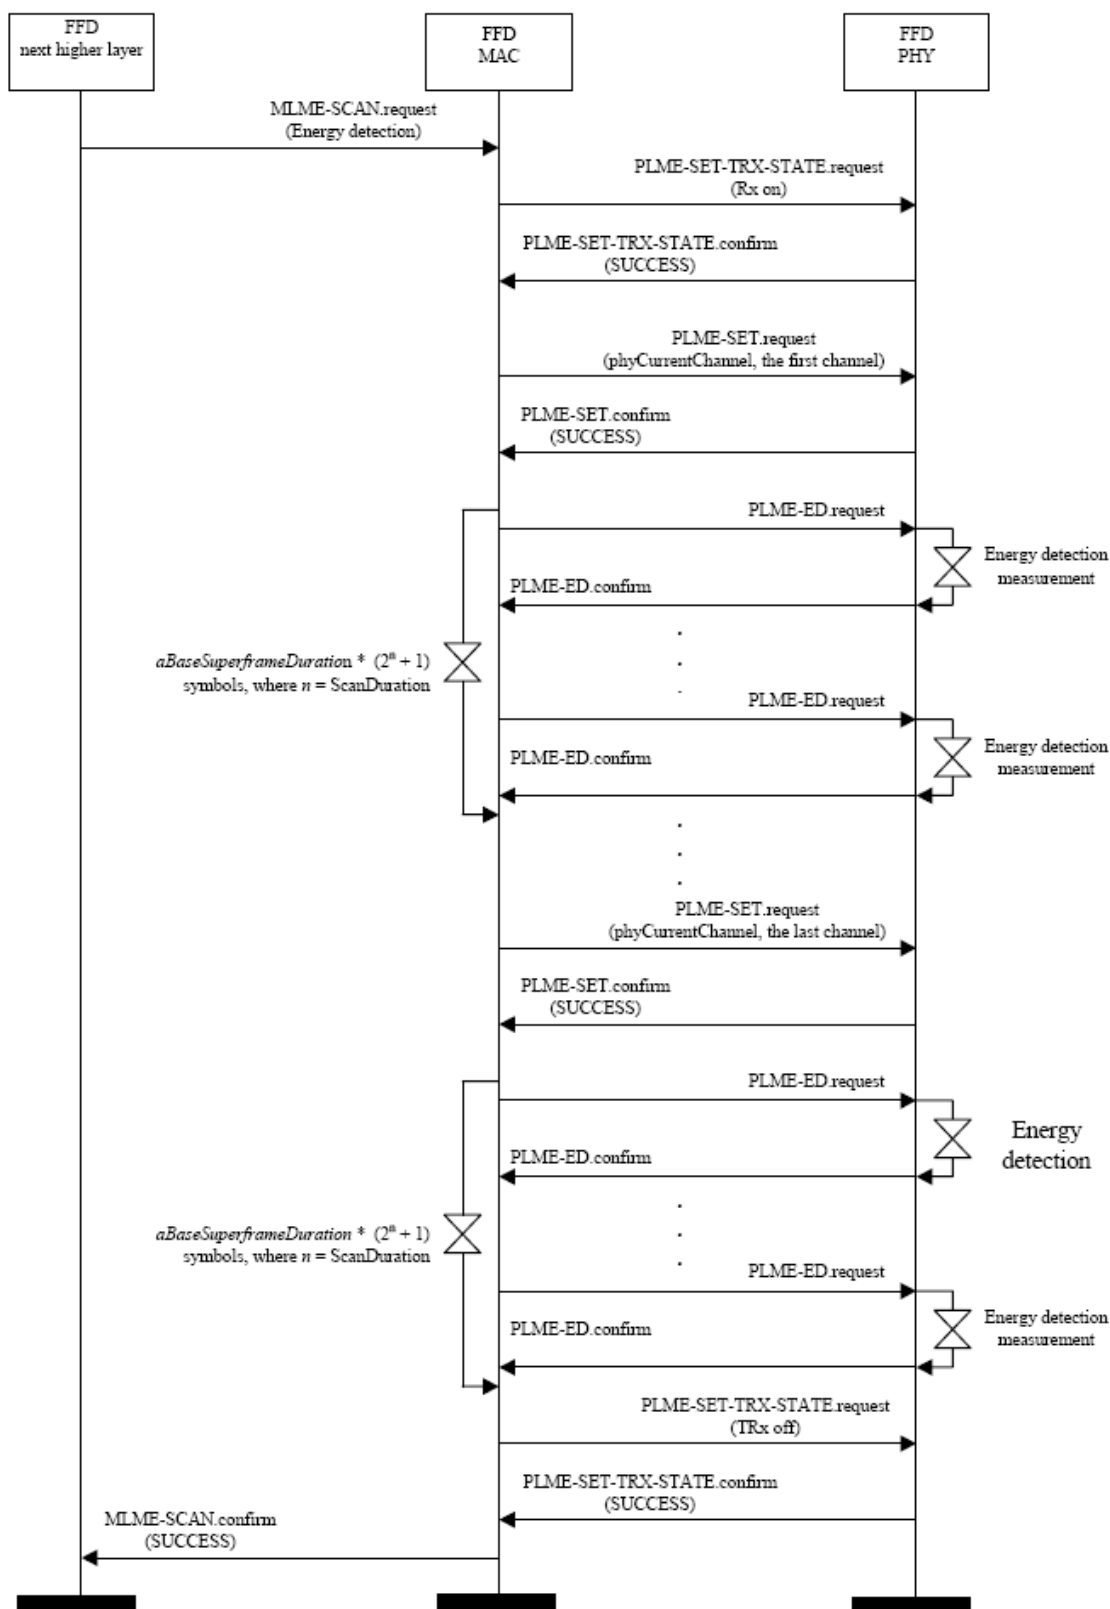 FFD
next higher layer
FFD
MAC
FFD
PHY
MLME-SCAN.request
(Energy detection)
PLME-SET-TRX-STATE.request
(Rx on)
PLME-SET-TRX-STATE.confirm
(SUCCESS)
PLME-SET.request
(phyCurrentChannel, the first channel)
PLME-SET.confirm
(SUCCESS)
PLME-ED.request
Energy detection
measurement
PLME-ED.confirm
aBaseSuperframeDuration * (2ⁿ + 1)
symbols, where n = ScanDuration
PLME-ED.request
Energy detection
measurement
PLME-ED.confirm
PLME-SET.request
(phyCurrentChannel, the last channel)
PLME-SET.confirm
(SUCCESS)
PLME-ED.request
Energy
detection
PLME-ED.confirm
aBaseSuperframeDuration * (2ⁿ + 1)
symbols, where n = ScanDuration
PLME-ED.request
Energy detection
measurement
PLME-ED.confirm
PLME-SET-TRX-STATE.request
(TRx off)
PLME-SET-TRX-STATE.confirm
(SUCCESS)
MLME-SCAN.confirm
(SUCCESS)